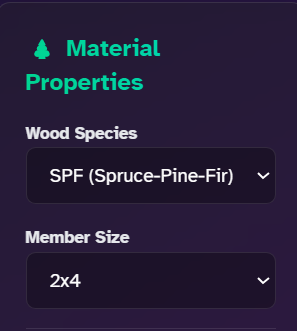 Material
Properties
Wood Species
SPF (Spruce-Pine-Fir)
Member Size
2x4